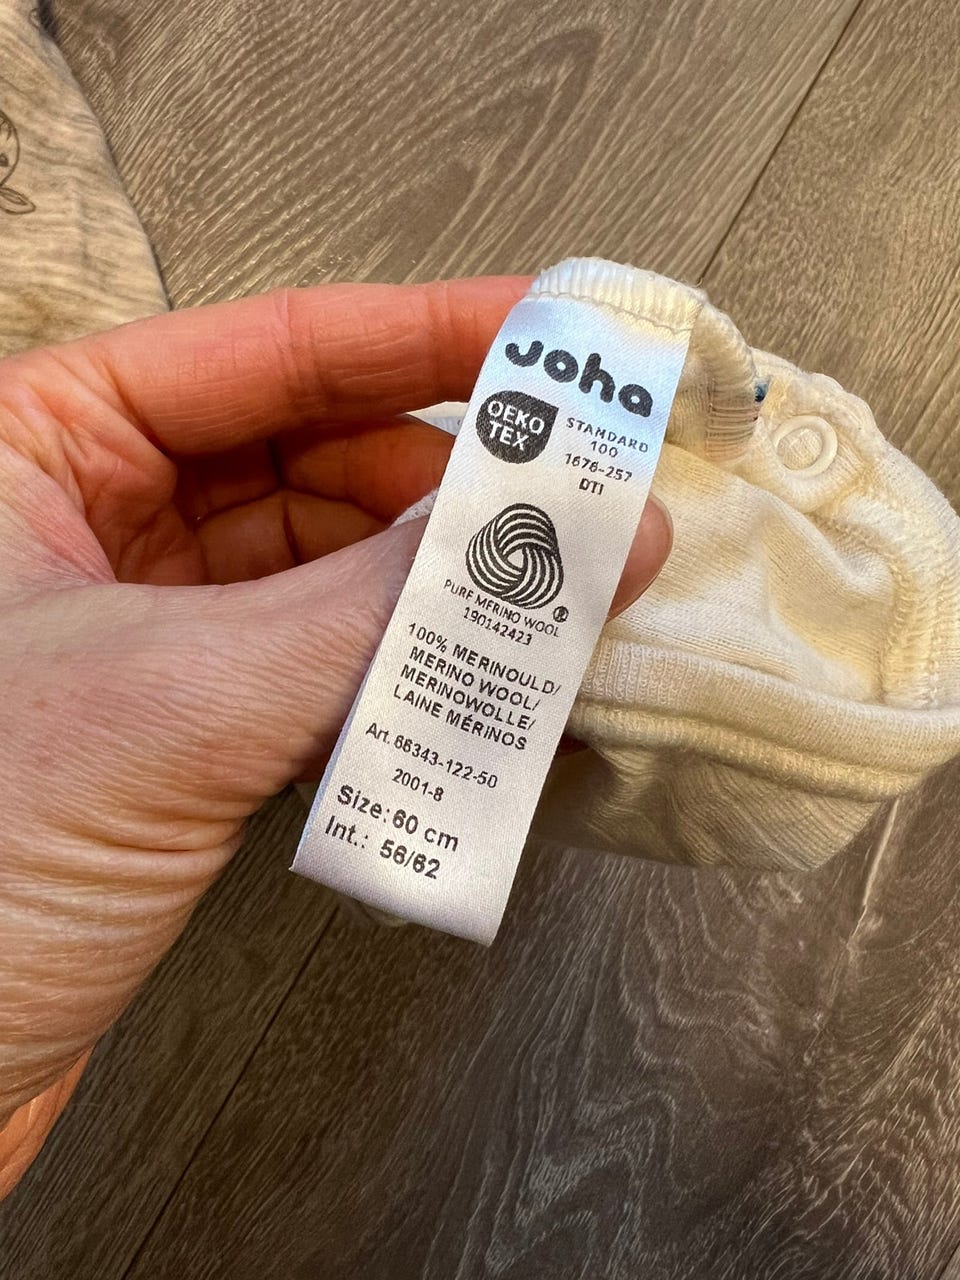 Joha
OEKO
TEX
STANDARD
100
1676-257
DTI
PURE MERINO WOOL
190142423
100% MERINOULD/
MERINO WOOL/
MERINOWOLLE/
LAINE MÉRINOS
Art. 66343-122-50
2001-8
Size: 60 cm
Int.: 56/62